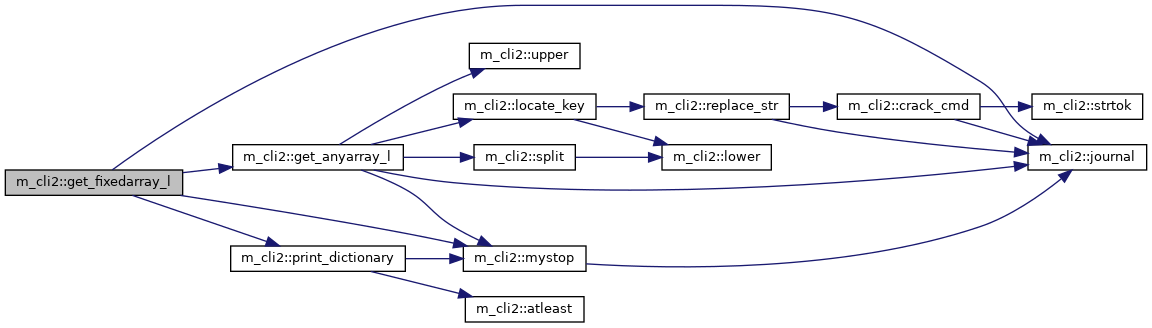 m_cli2::upper
m_cli2::locate_key
m_cli2::replace_str
m_cli2::crack_cmd
m_cli2::strtok
m_cli2::get_anyarray_l
m_cli2::split
m_cli2::lower
m_cli2::journal
m_cli2::get_fixedarray_l
m_cli2::print_dictionary
m_cli2::mystop
m_cli2::atleast